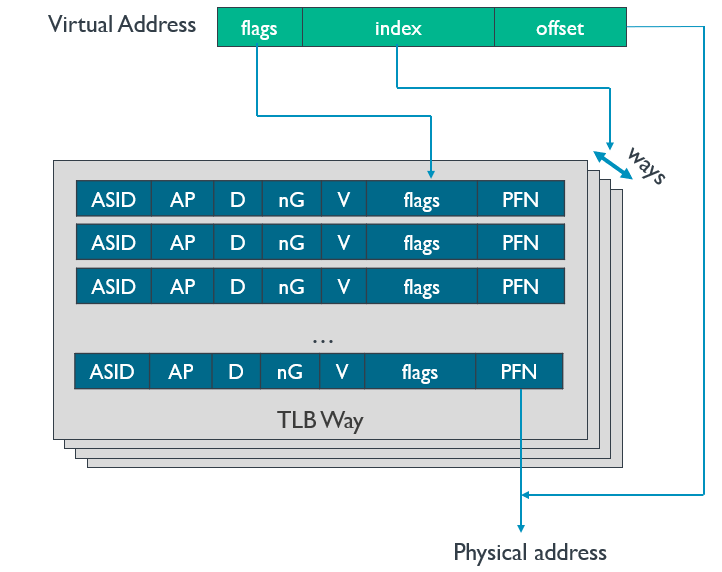 Virtual Address flags index offset
ways
ASID AP D nG V flags PFN
ASID AP D nG V flags PFN
ASID AP D nG V flags PFN
...
ASID AP D nG V flags PFN
TLB Way
Physical address